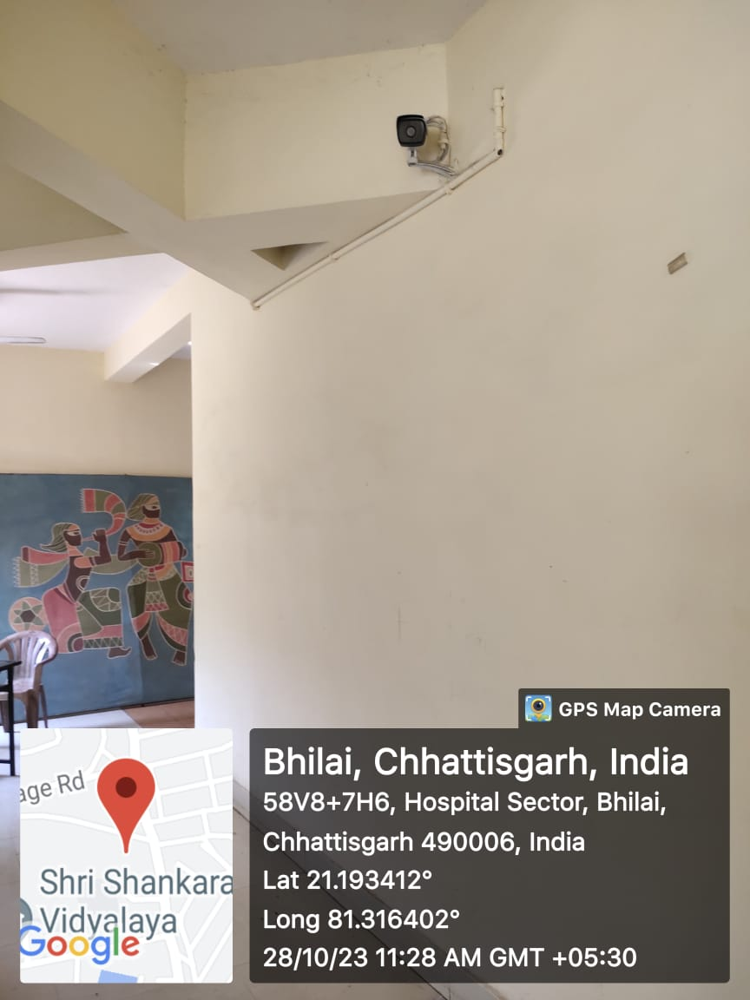 GPS Map Camera
Bhilai, Chhattisgarh, India
58V8+7H6, Hospital Sector, Bhilai,
Chhattisgarh 490006, India
Lat 21.193412°
Long 81.316402°
28/10/23 11:28 AM GMT +05:30
age Rd
Shri Shankara
Vidyalaya
Google